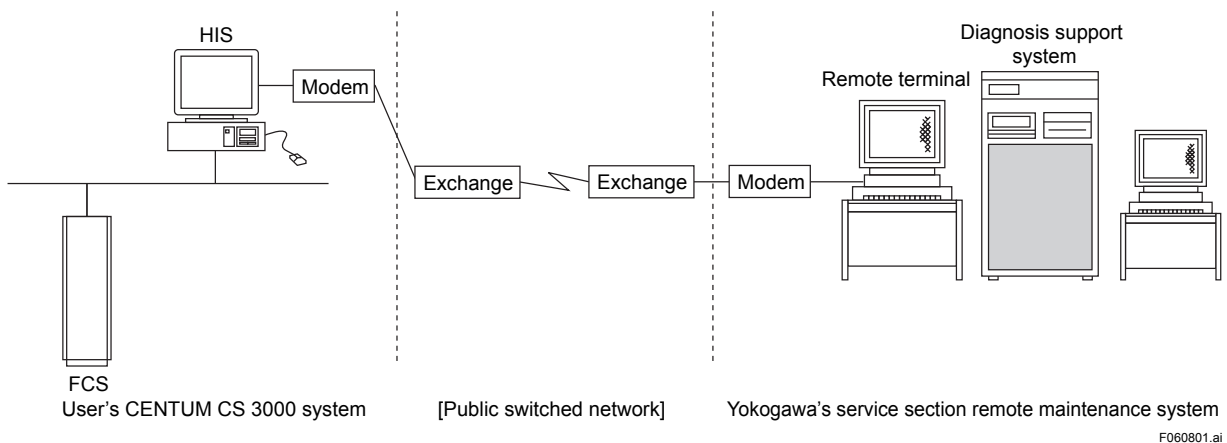 HIS
Modem
Exchange
Exchange
Modem
Remote terminal
Diagnosis support
system
FCS
User's CENTUM CS 3000 system
[Public switched network]
Yokogawa's service section remote maintenance system
F060801.ai